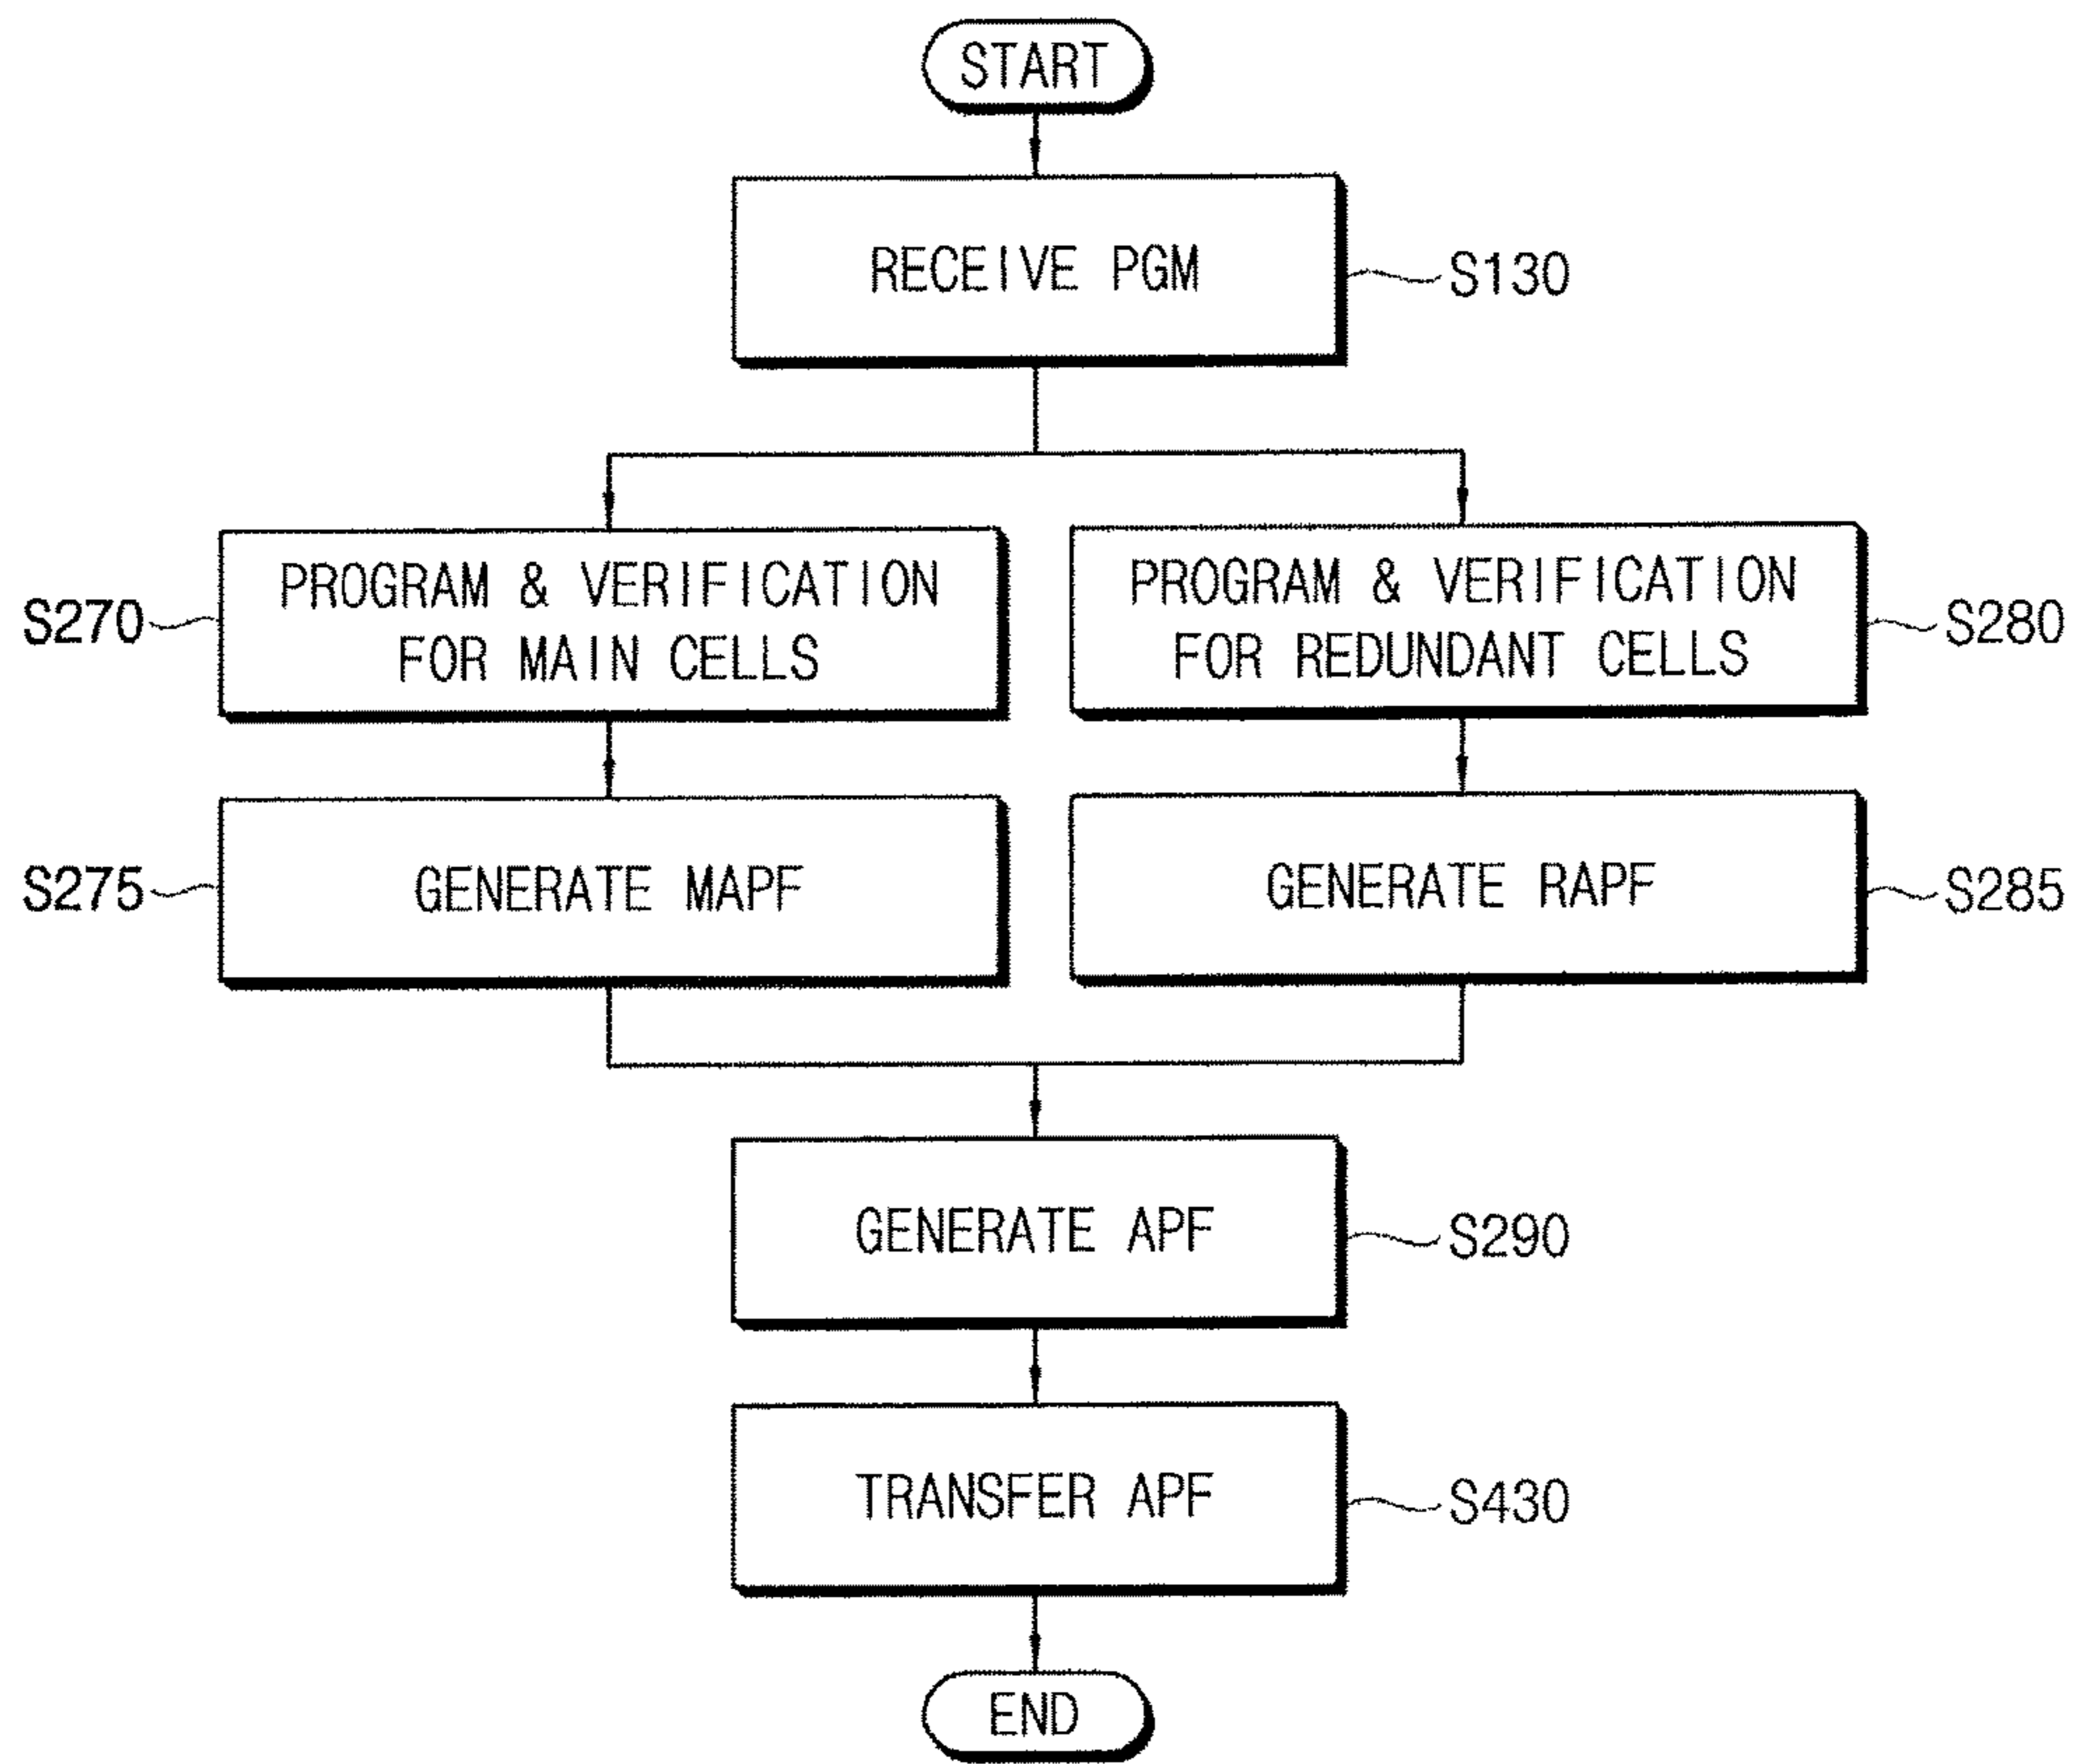 START
RECEIVE PGM
S130
PROGRAM & VERIFICATION
FOR MAIN CELLS
S270
PROGRAM & VERIFICATION
FOR REDUNDANT CELLS
S280
GENERATE MAPF
S275
GENERATE RAPF
S285
GENERATE APF
S290
TRANSFER APF
S430
END